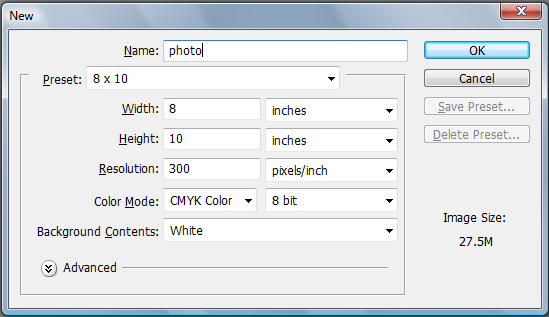 New
Name: photo
OK
Preset: 8 x 10
Cancel
Width: 8 inches
Save Preset...
Height: 10 inches
Delete Preset...
Resolution: 300 pixels/inch
Color Mode: CMYK Color 8 bit
Image Size:
Background Contents: White
27.5M
Advanced